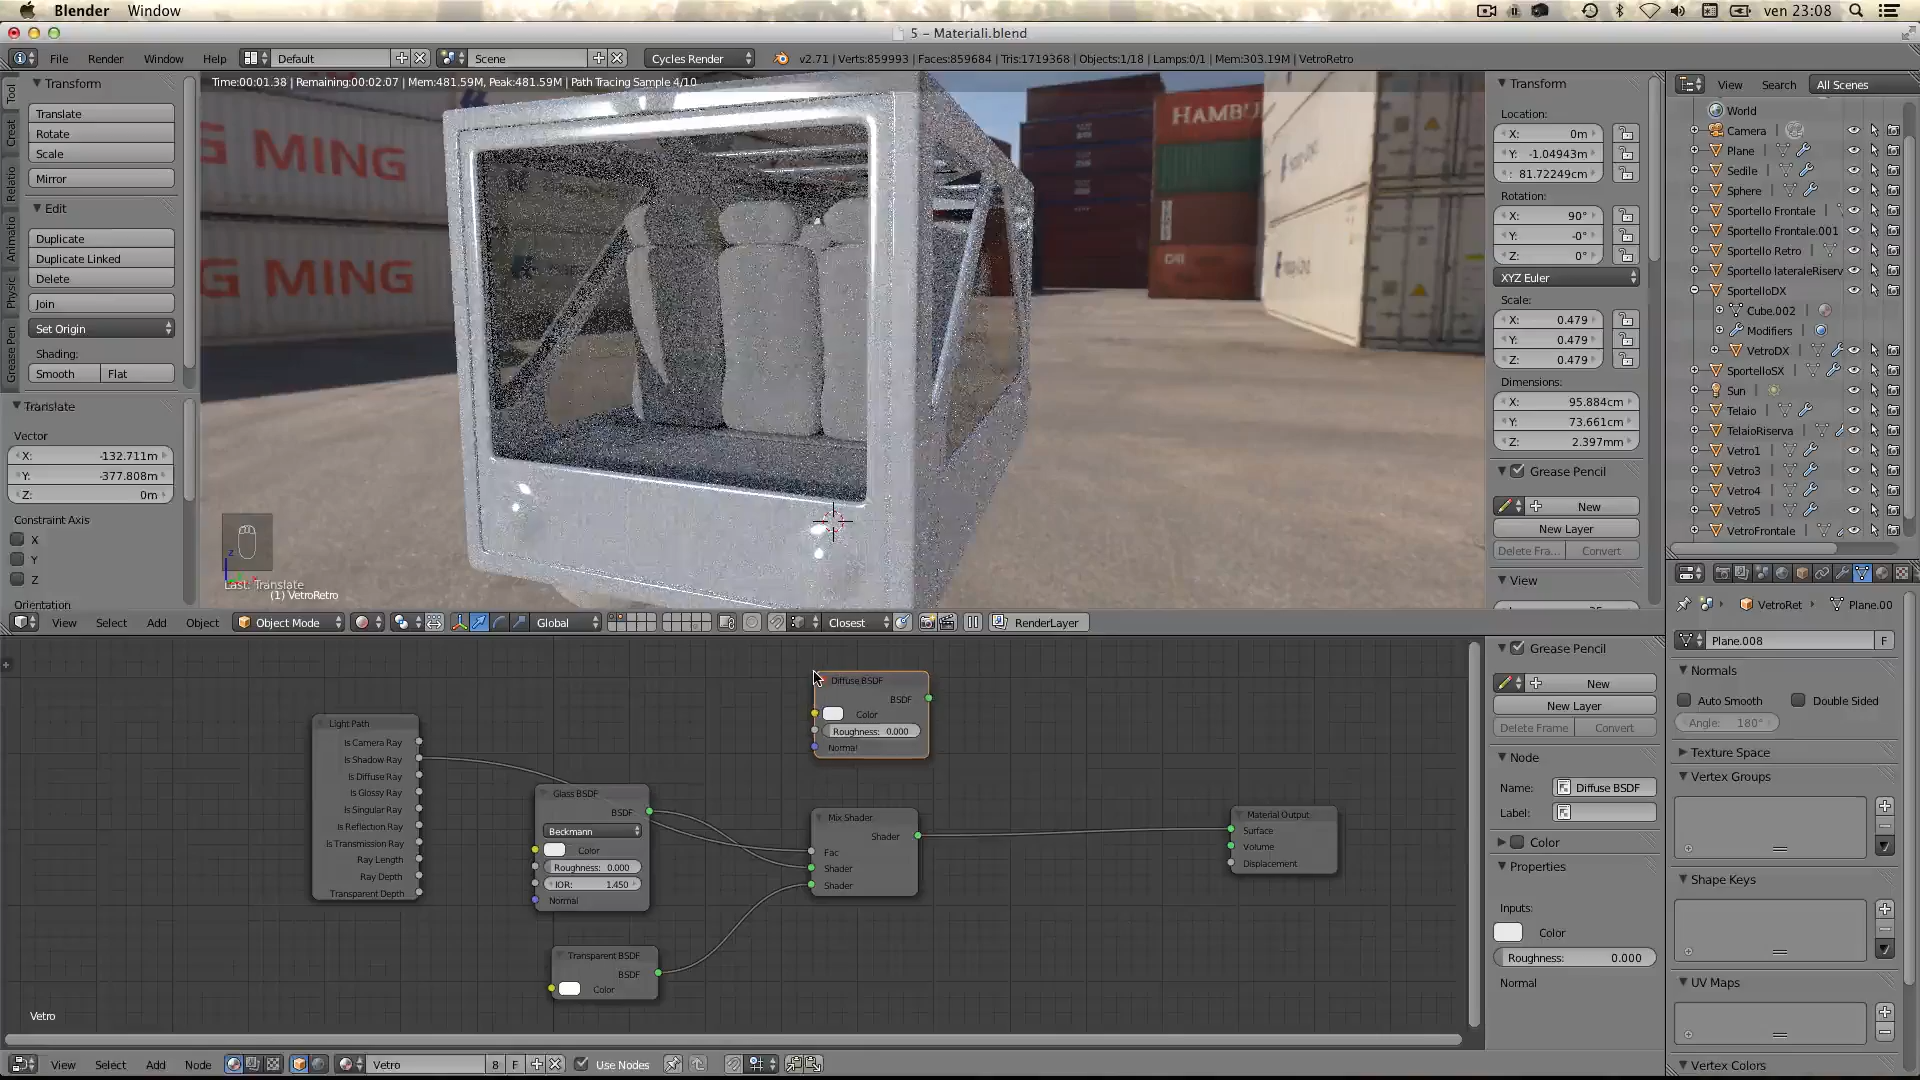 Blender Window
ven 23:08
5 - Materiali.blend
File Render Window Help Default Scene Cycles Render v2.71 | Verts:859993 | Faces:859684 | Tris:1719368 | Objects:1/18 | Lamps:0/1 | Mem:303.19M | VetroRetro
Time:00:01.38 | Remaining:00:02.07 | Mem:481.59M, Peak:481.59M | Path Tracing Sample 4/10
Tool
Creat
Relatio
Animatio
Physic
Grease Pen
Transform
Translate
Rotate
Scale
Mirror
Edit
Duplicate
Duplicate Linked
Delete
Join
Set Origin
Shading:
Smooth Flat
Translate
Vector
X: -132.711m
Y: -377.808m
Z: 0m
Constraint Axis
X
Y
Z
Orientation
G MING
G MING
HAMBU
CAI
z
Last: Translate
(1) VetroRetro
Transform
Location:
X: 0m
Y: -1.04943m
: 81.72249cm
Rotation:
X: 90°
Y: -0°
Z: 0°
XYZ Euler
Scale:
X: 0.479
Y: 0.479
Z: 0.479
Dimensions:
X: 95.884cm
Y: 73.661cm
Z: 2.397mm
Grease Pencil
New
New Layer
Delete Fra... Convert
View
View Search All Scenes
World
Camera
Plane
Sedile
Sphere
Sportello Frontale
Sportello Frontale.001
Sportello Retro
Sportello lateraleRiserv
SportelloDX
Cube.002
Modifiers
VetroDX
SportelloSX
Sun
Telaio
TelaioRiserva
Vetro1
Vetro3
Vetro4
Vetro5
VetroFrontale
View Select Add Object Object Mode Global Closest RenderLayer
Light Path
Is Camera Ray
Is Shadow Ray
Is Diffuse Ray
Is Glossy Ray
Is Singular Ray
Is Reflection Ray
Is Transmission Ray
Ray Length
Ray Depth
Transparent Depth
Glass BSDF
BSDF
Beckmann
Color
Roughness: 0.000
IOR: 1.450
Normal
Transparent BSDF
BSDF
Color
Diffuse BSDF
BSDF
Color
Roughness: 0.000
Normal
Mix Shader
Shader
Fac
Shader
Shader
Material Output
Surface
Volume
Displacement
Vetro
View Select Add Node Vetro 8 F Use Nodes
Grease Pencil
New
New Layer
Delete Frame Convert
Node
Name: Diffuse BSDF
Label:
Color
Properties
Inputs:
Color
Roughness: 0.000
Normal
VetroRet Plane.00
Plane.008 F
Normals
Auto Smooth Double Sided
Angle: 180°
Texture Space
Vertex Groups
Shape Keys
UV Maps
Vertex Colors